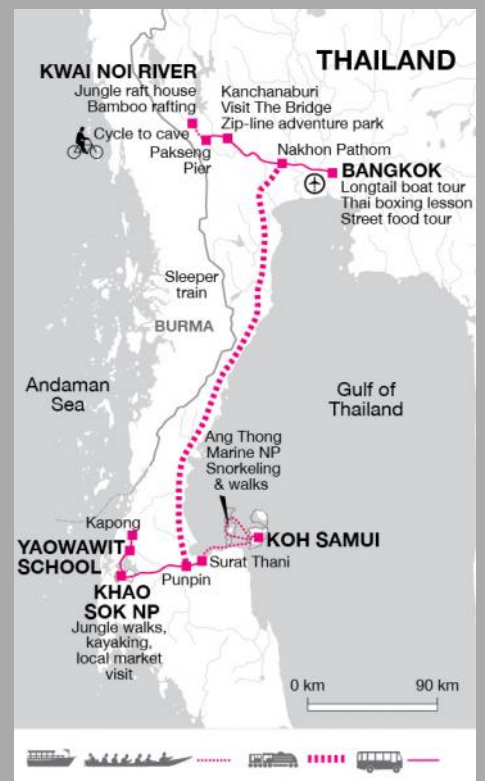 THAILAND
KWAI NOI RIVER
Jungle raft house
Bamboo rafting
Cycle to cave
Pakseng
Pier
Kanchanaburi
Visit The Bridge
Zip-line adventure park
Nakhon Pathom
BANGKOK
Longtail boat tour
Thai boxing lesson
Street food tour
Sleeper
train
BURMA
Andaman
Sea
Gulf of
Thailand
Ang Thong
Marine NP
Snorkeling
& walks
Kapong
YAOWAWIT
SCHOOL
KHAO
SOK NP
Jungle walks,
kayaking,
local market
visit
Punpin
Surat Thani
KOH SAMUI
0 km
90 km